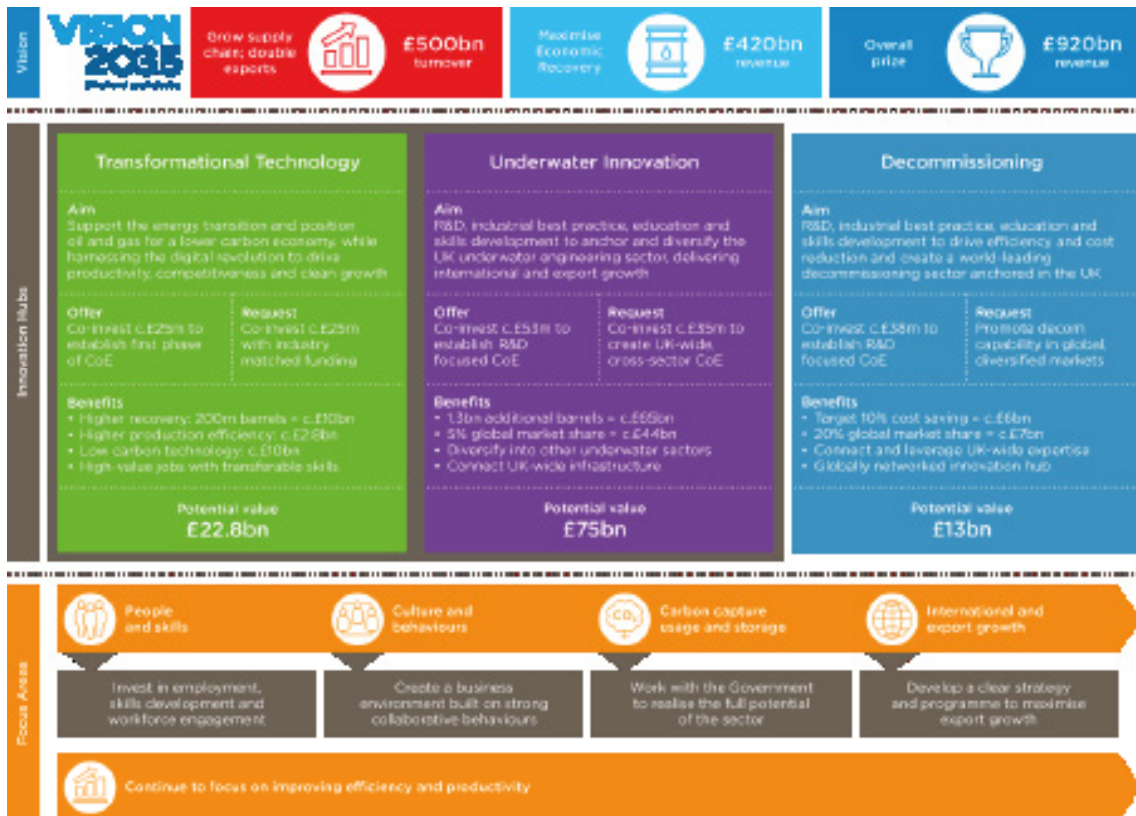 Vision
VISION
2035
Grow supply
chain; double
exports
£500bn
turnover
Maximise
Economic
Recovery
£420bn
revenue
Overall
prize
£920bn
revenue
Innovation Hubs
Transformational Technology
Aim
Support the energy transition and position
oil and gas for a lower carbon economy, while
harnessing the digital revolution to drive
productivity, competitiveness and clean growth
Offer
Co-invest c.£25m to
establish first phase
of CoE
Request
Co-invest c.£25m
with industry
matched funding
Benefits
• Higher recovery: 200m barrels = c.£10bn
• Higher production efficiency: c.£2.8bn
• Low carbon technology: c.£10bn
• High-value jobs with transferable skills
Potential value
£22.8bn
Underwater Innovation
Aim
R&D, industrial best practice, education and
skills development to anchor and diversify the
UK underwater engineering sector, delivering
international and export growth
Offer
Co-invest c.£53m to
establish R&D
focused CoE
Request
Co-invest c.£35m to
create UK-wide,
cross-sector CoE
Benefits
• 1.3bn additional barrels = c.£65bn
• 5% global market share = c.£44bn
• Diversify into other underwater sectors
• Connect UK-wide infrastructure
Potential value
£75bn
Decommissioning
Aim
R&D, industrial best practice, education and
skills development to drive efficiency and cost
reduction and create a world-leading
decommissioning sector anchored in the UK
Offer
Co-invest c.£38m to
establish R&D
focused CoE
Request
Promote decom
capability in global,
diversified markets
Benefits
• Target 10% cost saving = c.£6bn
• 20% global market share = c.£7bn
• Connect and leverage UK-wide expertise
• Globally networked innovation hub
Potential value
£13bn
Focus Areas
People
and skills
Culture and
behaviours
CO₂
Carbon capture
usage and storage
International and
export growth
Invest in employment,
skills development and
workforce engagement
Create a business
environment built on strong
collaborative behaviours
Work with the Government
to realise the full potential
of the sector
Develop a clear strategy
and programme to maximise
export growth
Continue to focus on improving efficiency and productivity